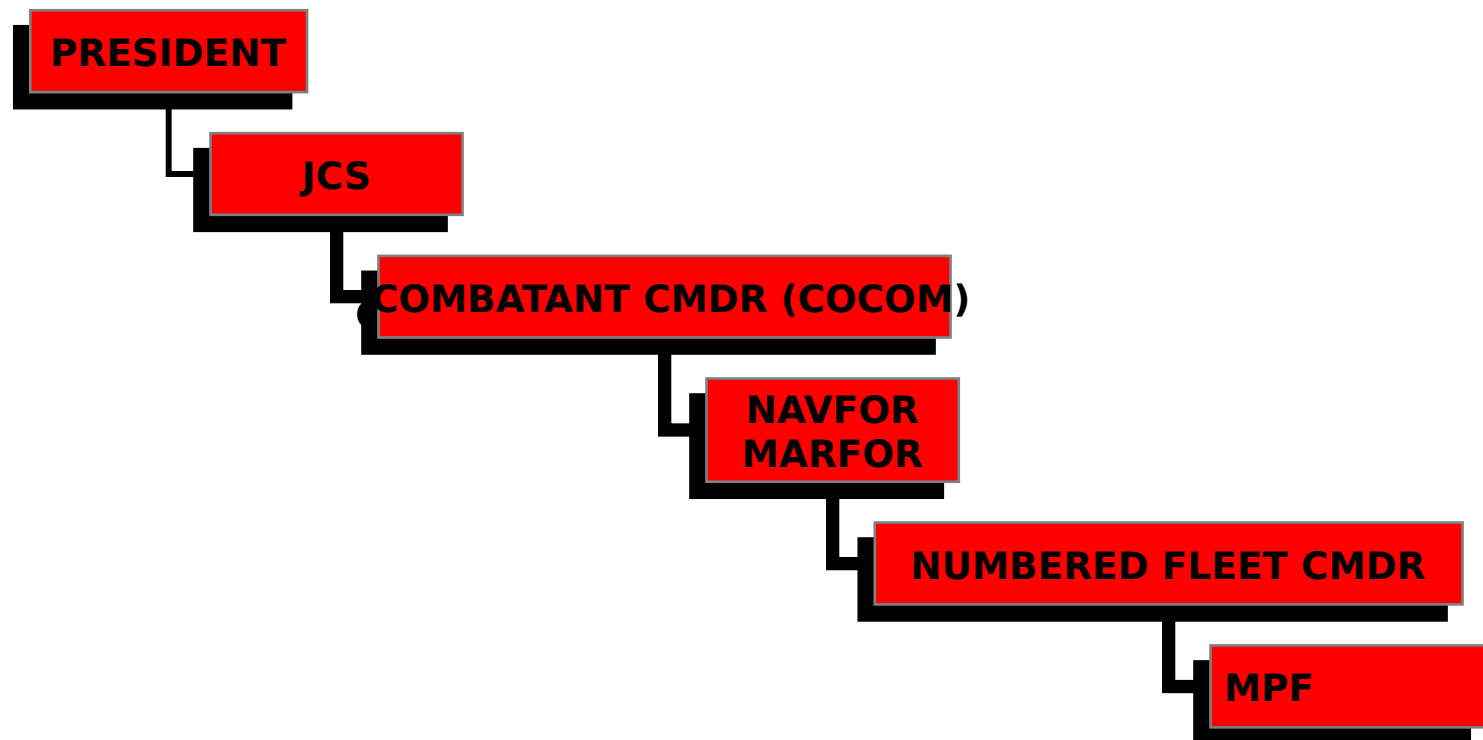 PRESIDENT
JCS
COMBATANT CMDR (COCOM)
NAVFOR
MARFOR
NUMBERED FLEET CMDR
MPF